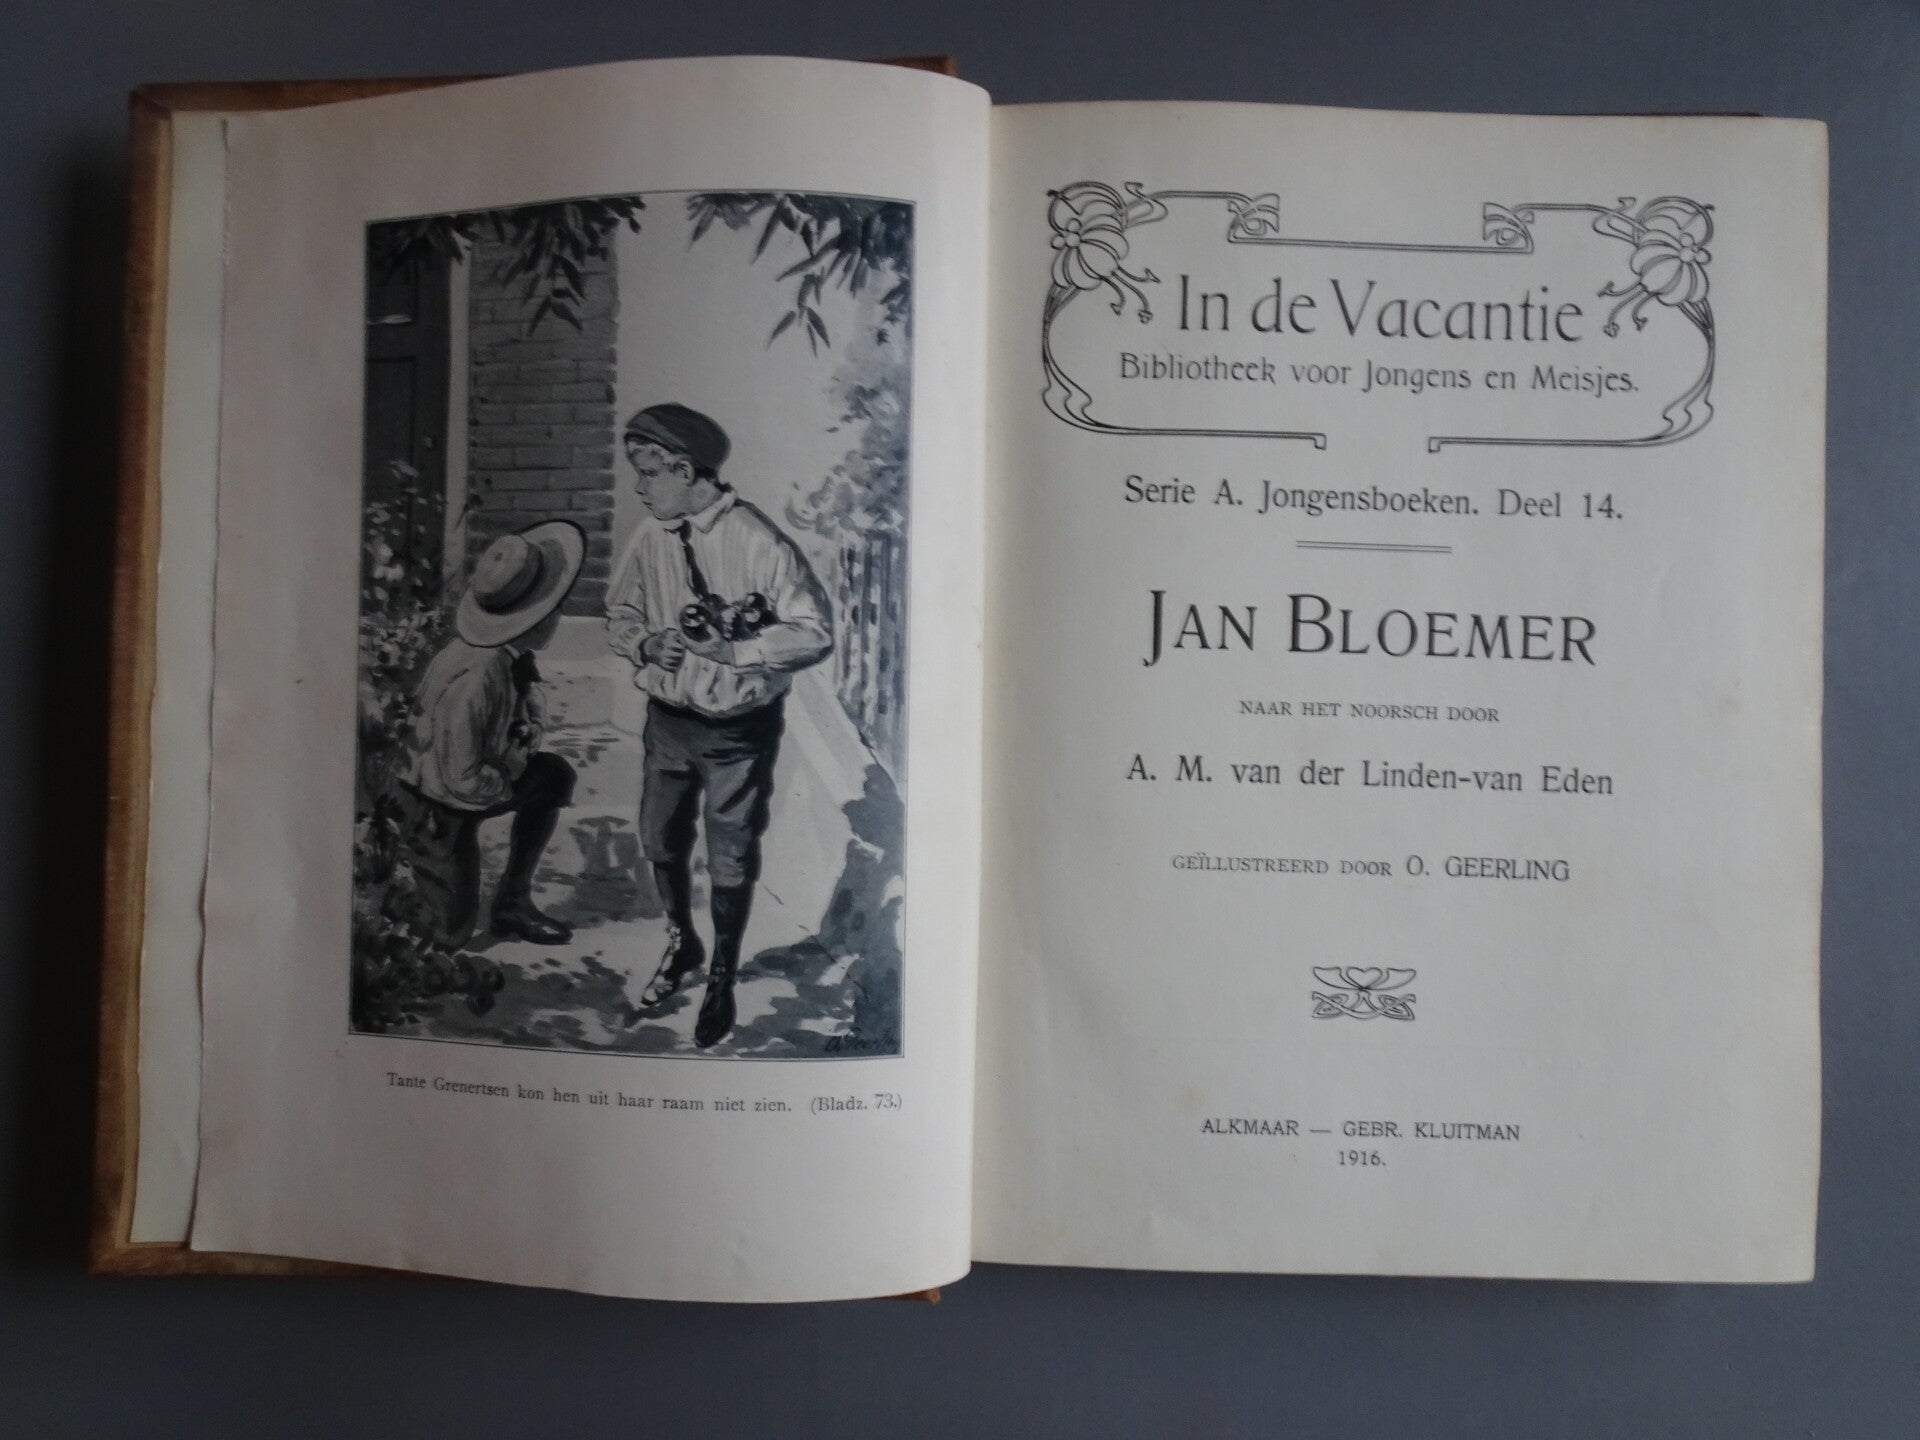 Tante Grenertsen kon hen uit haar raam niet zien. (Bladz. 73.)
In de Vacantie
Bibliotheek voor Jongens en Meisjes.
Serie A. Jongensboeken. Deel 14.
JAN BLOEMER
NAAR HET NOORSCH DOOR
A. M. van der Linden-van Eden
GEÏLLUSTREERD DOOR O. GEERLING
ALKMAAR — GEBR. KLUITMAN
1916.